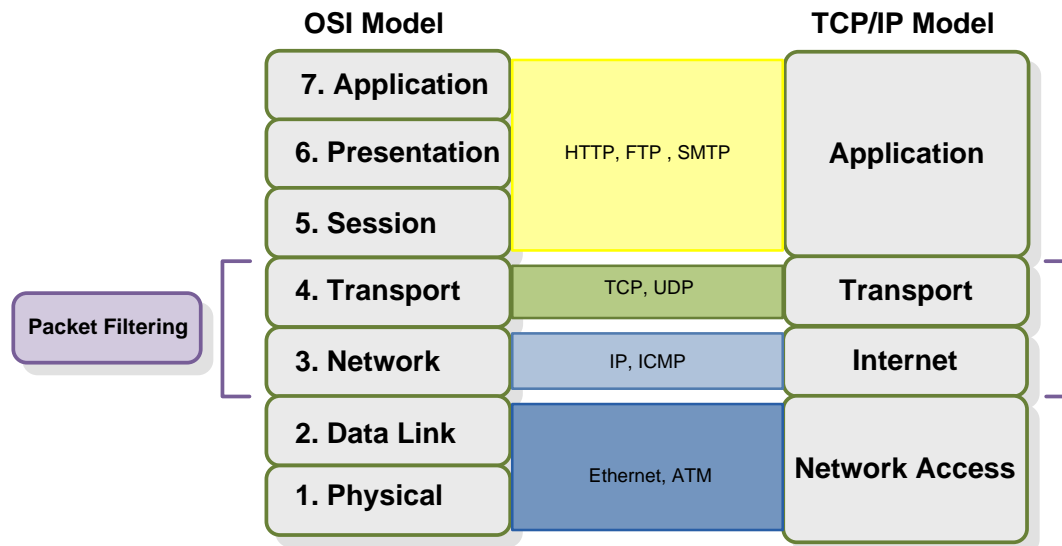 OSI Model
TCP/IP Model
7. Application
6. Presentation
HTTP, FTP , SMTP
Application
5. Session
4. Transport
TCP, UDP
Transport
Packet Filtering
3. Network
IP, ICMP
Internet
2. Data Link
Ethernet, ATM
Network Access
1. Physical